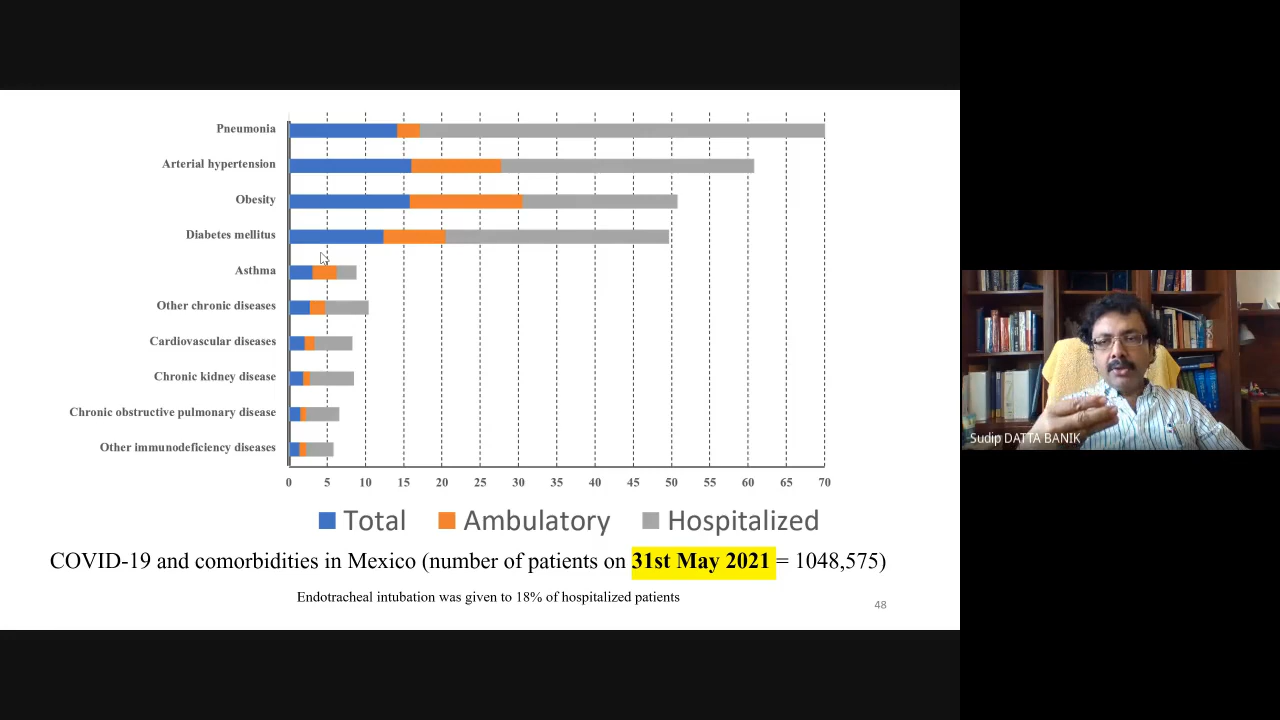 Pneumonia
Arterial hypertension
Obesity
Diabetes mellitus
Asthma
Other chronic diseases
Cardiovascular diseases
Chronic kidney disease
Chronic obstructive pulmonary disease
Other immunodeficiency diseases
0 5 10 15 20 25 30 35 40 45 50 55 60 65 70
Total Ambulatory Hospitalized
COVID-19 and comorbidities in Mexico (number of patients on 31st May 2021 = 1048,575)
Endotracheal intubation was given to 18% of hospitalized patients
48
Sudip DATTA BANIK